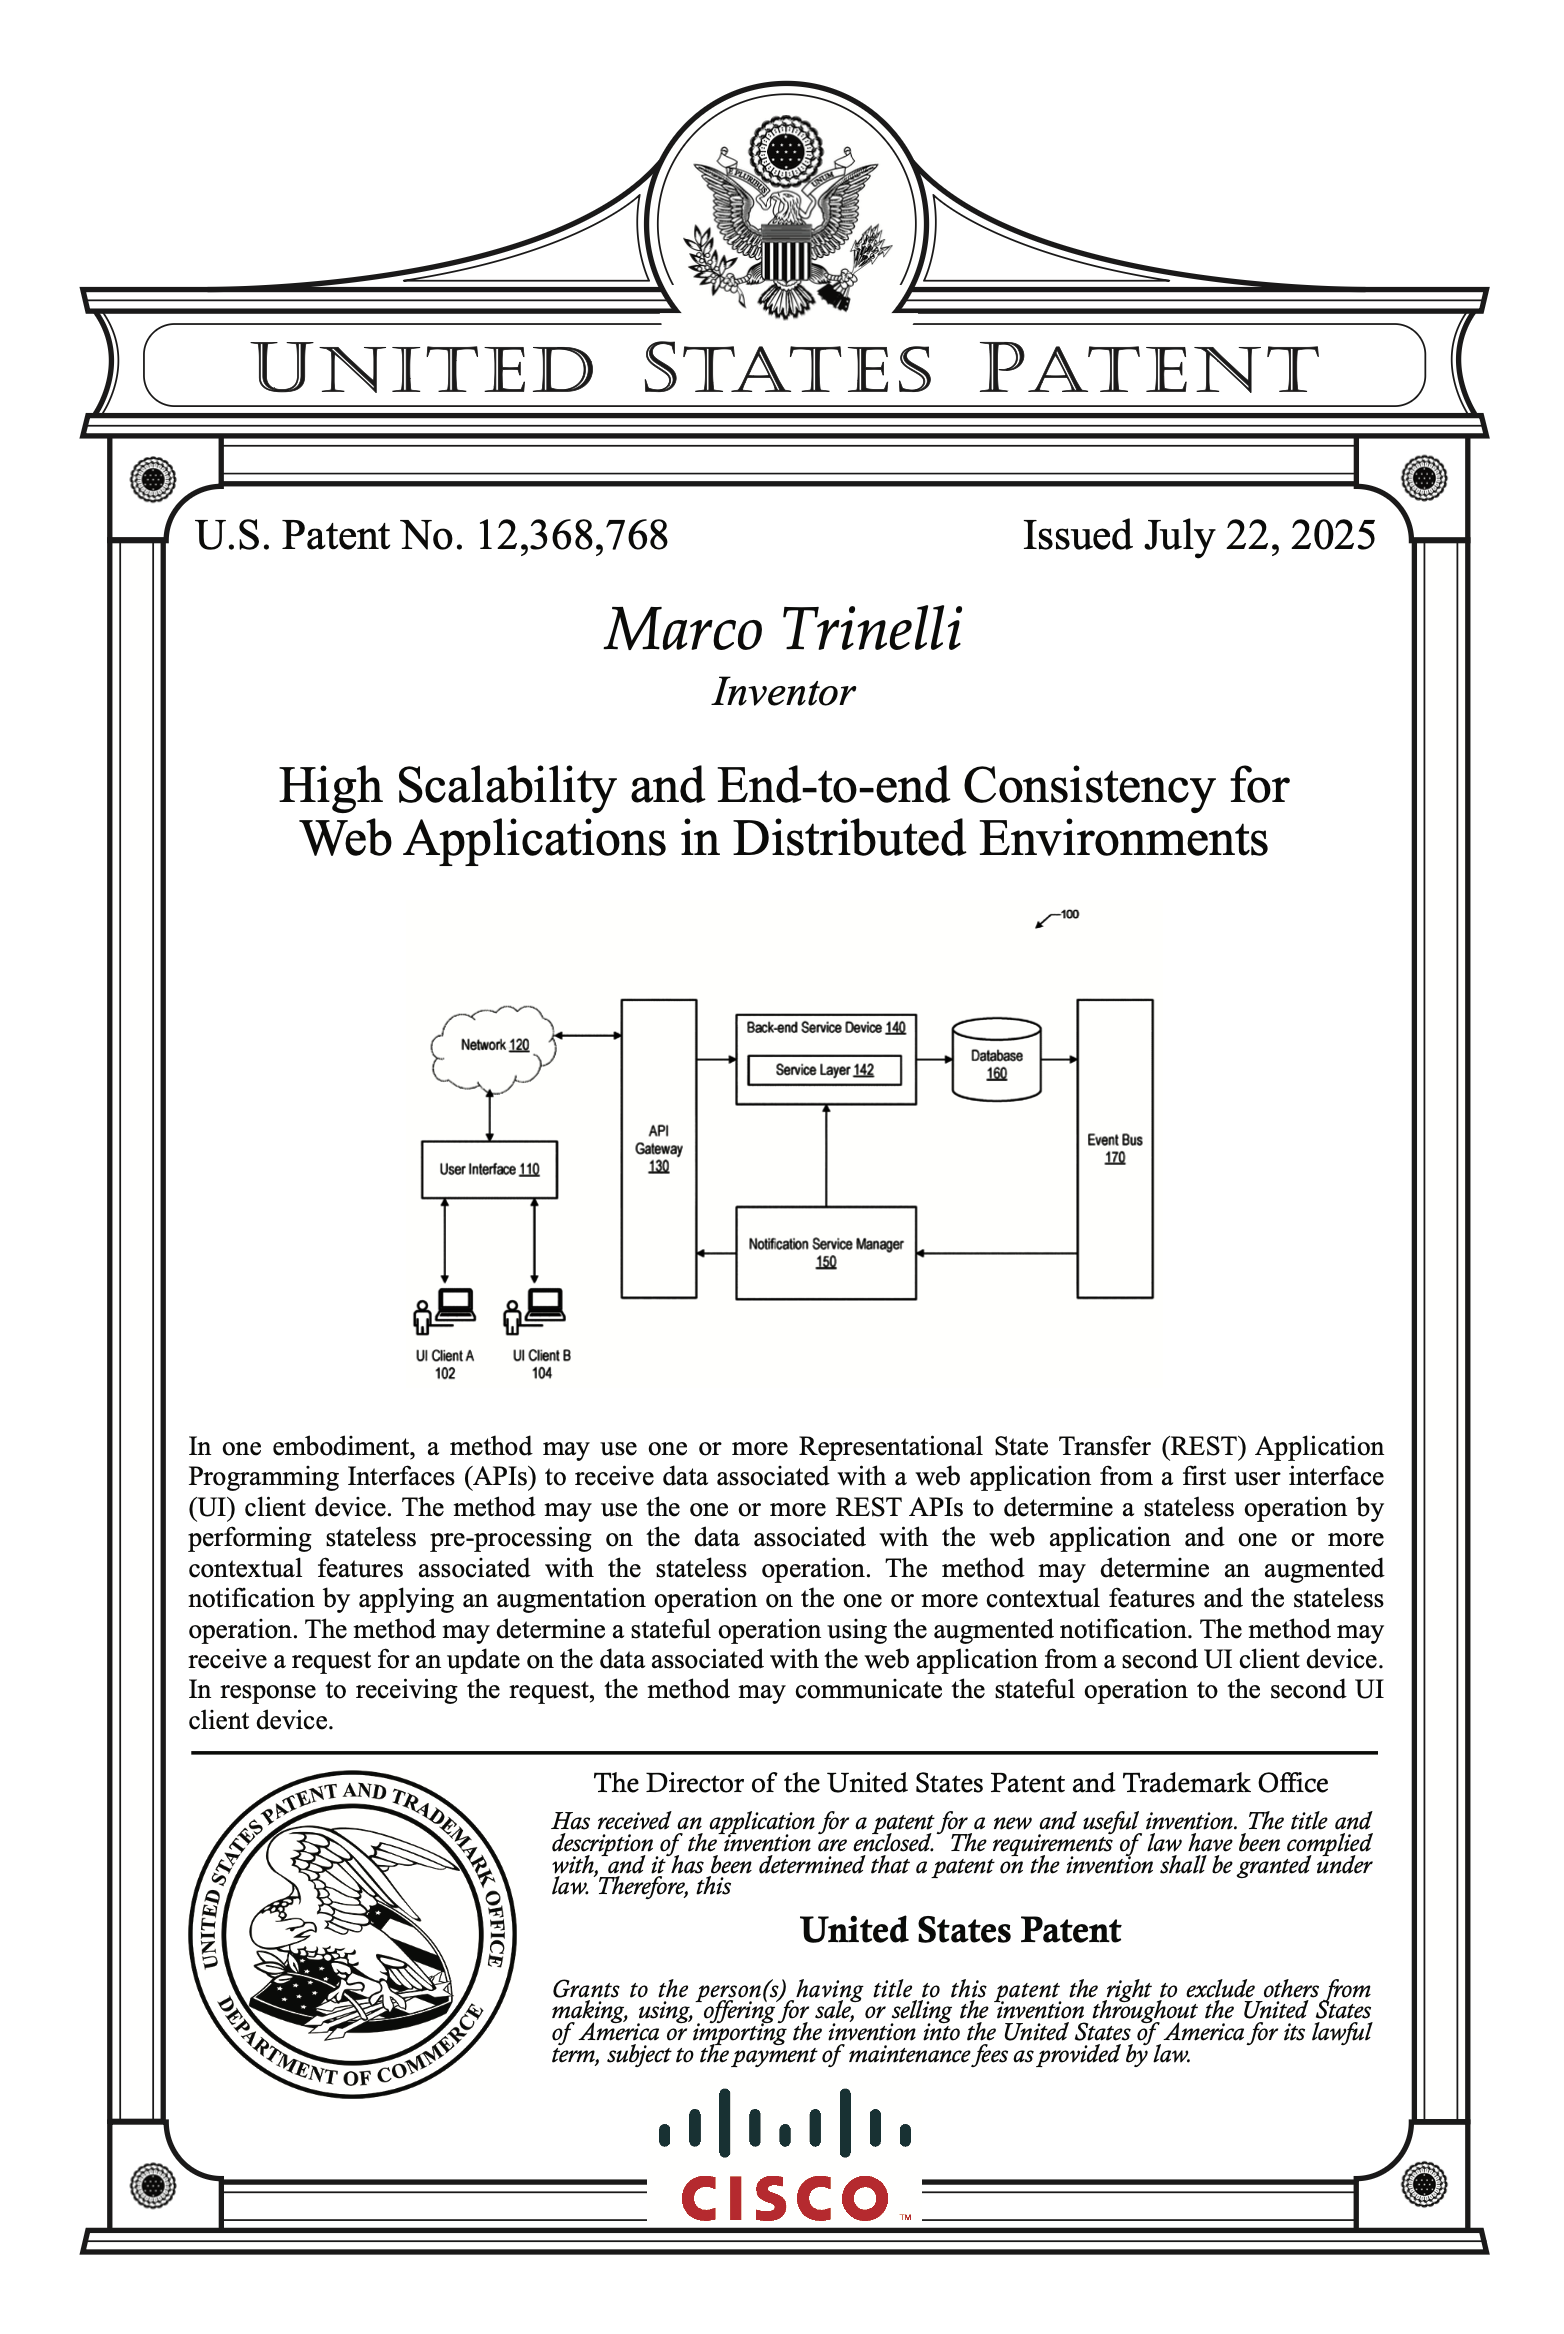 E PLURIBUS UNUM
UNITED STATES PATENT
U.S. Patent No. 12,368,768
Issued July 22, 2025
Marco Trinelli
Inventor
High Scalability and End-to-end Consistency for
Web Applications in Distributed Environments
100
Network 120
Back-end Service Device 140
Service Layer 142
Database
160
API
Gateway
130
Event Bus
170
User Interface 110
Notification Service Manager
150
UI Client A
102
UI Client B
104
In one embodiment, a method may use one or more Representational State Transfer (REST) Application
Programming Interfaces (APIs) to receive data associated with a web application from a first user interface
(UI) client device. The method may use the one or more REST APIs to determine a stateless operation by
performing stateless pre-processing on the data associated with the web application and one or more
contextual features associated with the stateless operation. The method may determine an augmented
notification by applying an augmentation operation on the one or more contextual features and the stateless
operation. The method may determine a stateful operation using the augmented notification. The method may
receive a request for an update on the data associated with the web application from a second UI client device.
In response to receiving the request, the method may communicate the stateful operation to the second UI
client device.
UNITED STATES PATENT AND TRADEMARK OFFICE
DEPARTMENT OF COMMERCE
The Director of the United States Patent and Trademark Office
Has received an application for a patent for a new and useful invention. The title and
description of the invention are enclosed. The requirements of law have been complied
with, and it has been determined that a patent on the invention shall be granted under
law. Therefore, this
United States Patent
Grants to the person(s) having title to this patent the right to exclude others from
making, using, offering for sale, or selling the invention throughout the United States
of America or importing the invention into the United States of America for its lawful
term, subject to the payment of maintenance fees as provided by law.
CISCO
TM